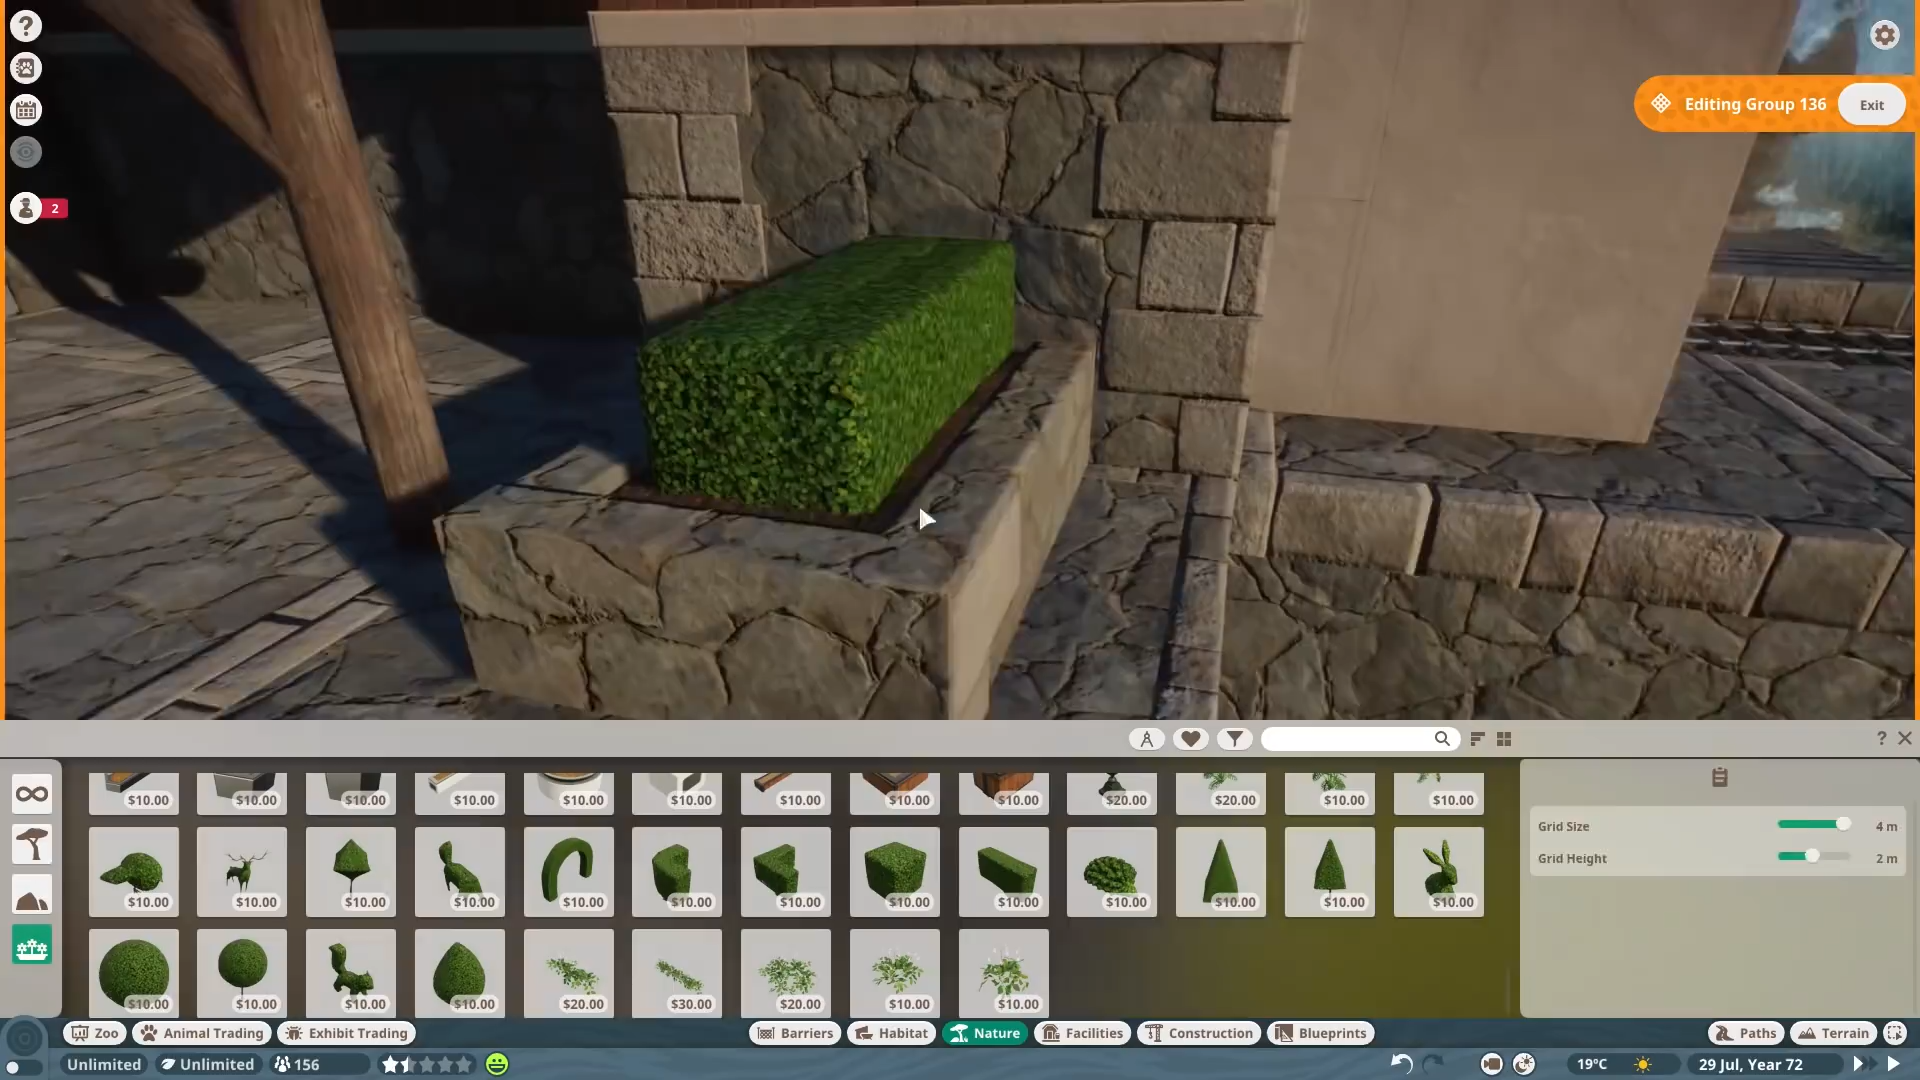 ?
Editing Group 136 Exit
2
? X
$10.00 $10.00 $10.00 $10.00 $10.00 $10.00 $10.00 $10.00 $10.00 $20.00 $20.00 $10.00 $10.00
Grid Size 4 m
Grid Height 2 m
$10.00 $10.00 $10.00 $10.00 $10.00 $10.00 $10.00 $10.00 $10.00 $10.00 $10.00 $10.00 $10.00
$10.00 $10.00 $10.00 $10.00 $20.00 $30.00 $20.00 $10.00 $10.00
Zoo Animal Trading Exhibit Trading Barriers Habitat Nature Facilities Construction Blueprints Paths Terrain
Unlimited Unlimited 156 19°C 29 Jul, Year 72